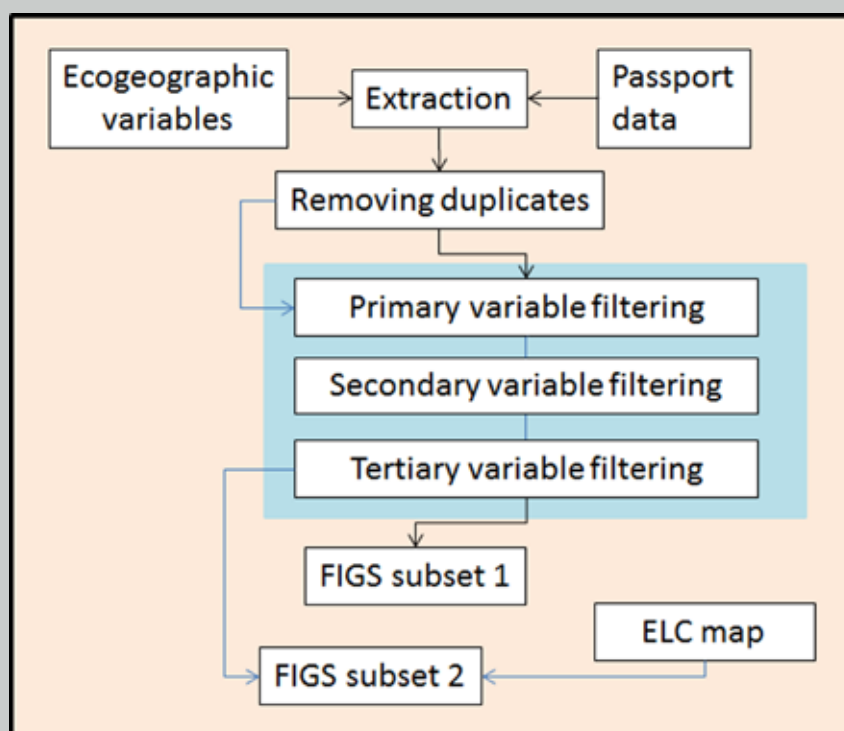 Ecogeographic
variables
Extraction
Passport
data
Removing duplicates
Primary variable filtering
Secondary variable filtering
Tertiary variable filtering
FIGS subset 1
ELC map
FIGS subset 2